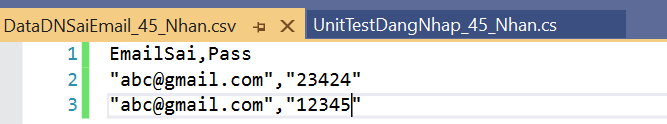 DataDNSaiEmail_45_Nhan.csv UnitTestDangNhap_45_Nhan.cs
1 EmailSai,Pass
2 "abc@gmail.com","23424"
3 "abc@gmail.com","12345"